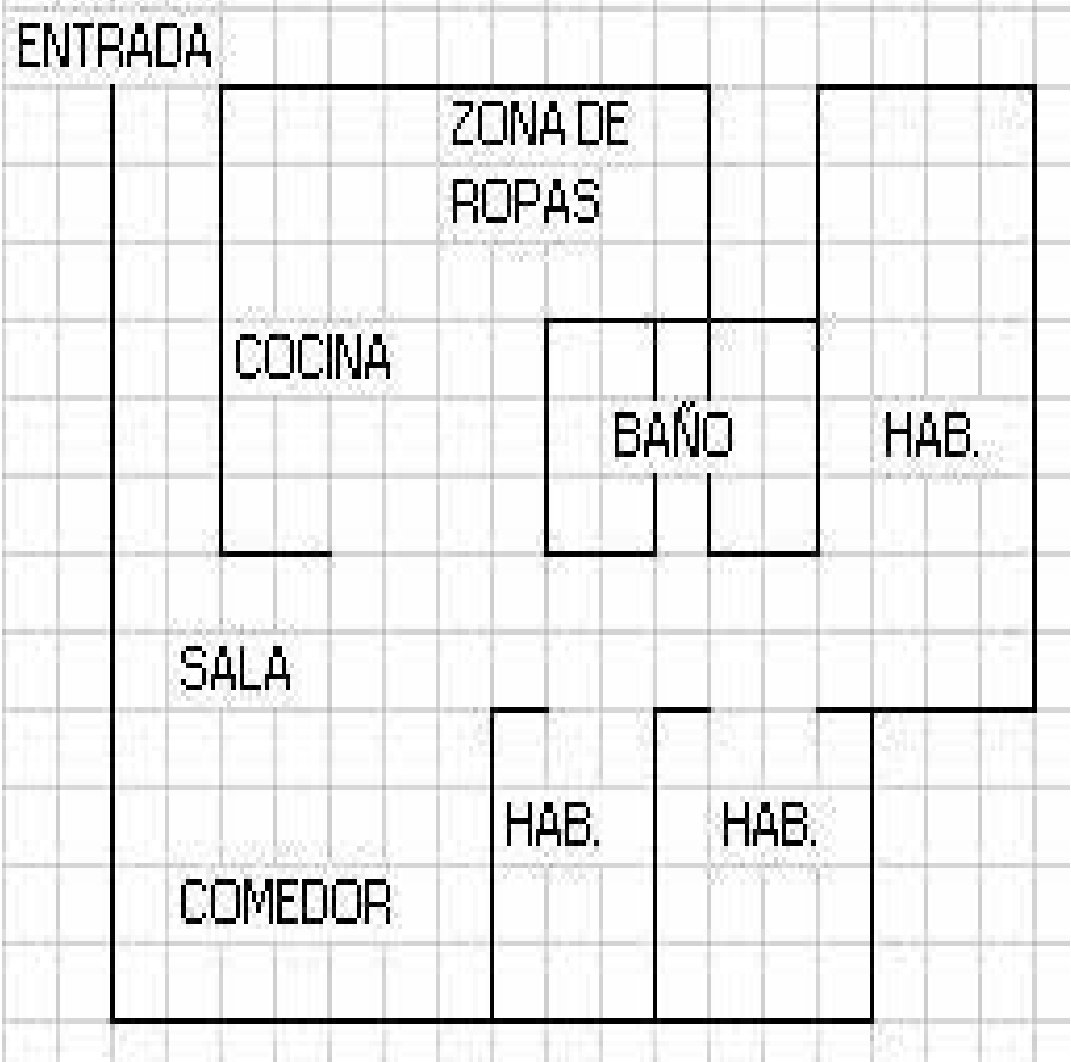 ENTRADA
ZONA DE
ROPAS
COCINA
BAÑO
HAB.
SALA
HAB.
HAB.
COMEDOR